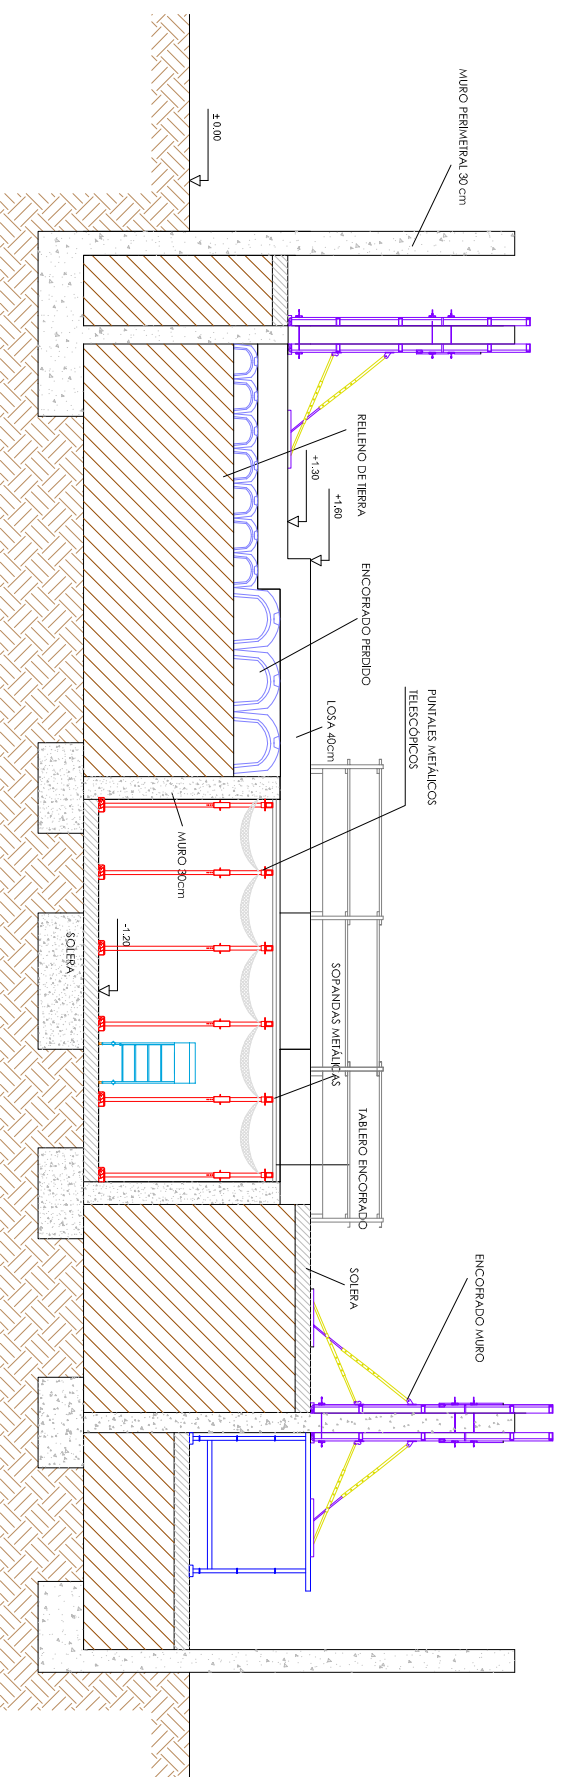 ± 0.00
MURO PERIMETRAL 30 cm
RELLENO DE TIERRA
+1.30
+1.60
ENCOFRADO PERDIDO
LOSA 40cm
PUNTALES METÁLICOS
TELESCÓPICOS
MURO 30cm
-1.20
SOLERA
SOPANDAS METÁLICAS
TABLERO ENCOFRADO
SOLERA
ENCOFRADO MURO